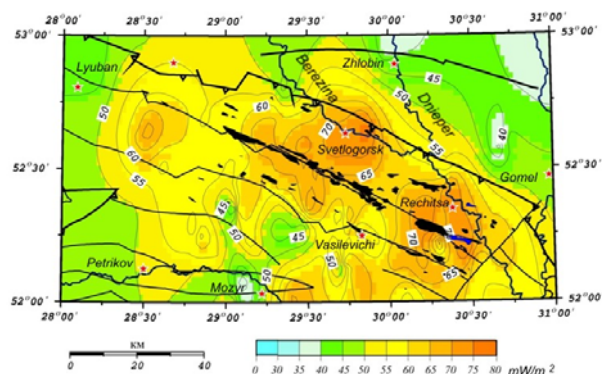 28°00' 28°30' 29°00' 29°30' 30°00' 30°30' 31°00'
53°00' 53°00'
Lyuban
Berezina
Zhlobin
45
50
50
Dnieper
60
70
55
40
52°30' 52°30'
Svetlogorsk
60
65
Gomel
55
45
Rechitsa
50
45
Vasilevichi
70
Petrikov
50
50
65
Mozyr
52°00' 52°00'
28°00' 28°30' 29°00' 29°30' 30°00' 30°30' 31°00'
КМ
0 20 40
0 30 35 40 45 50 55 60 65 70 75 80 mW/m²